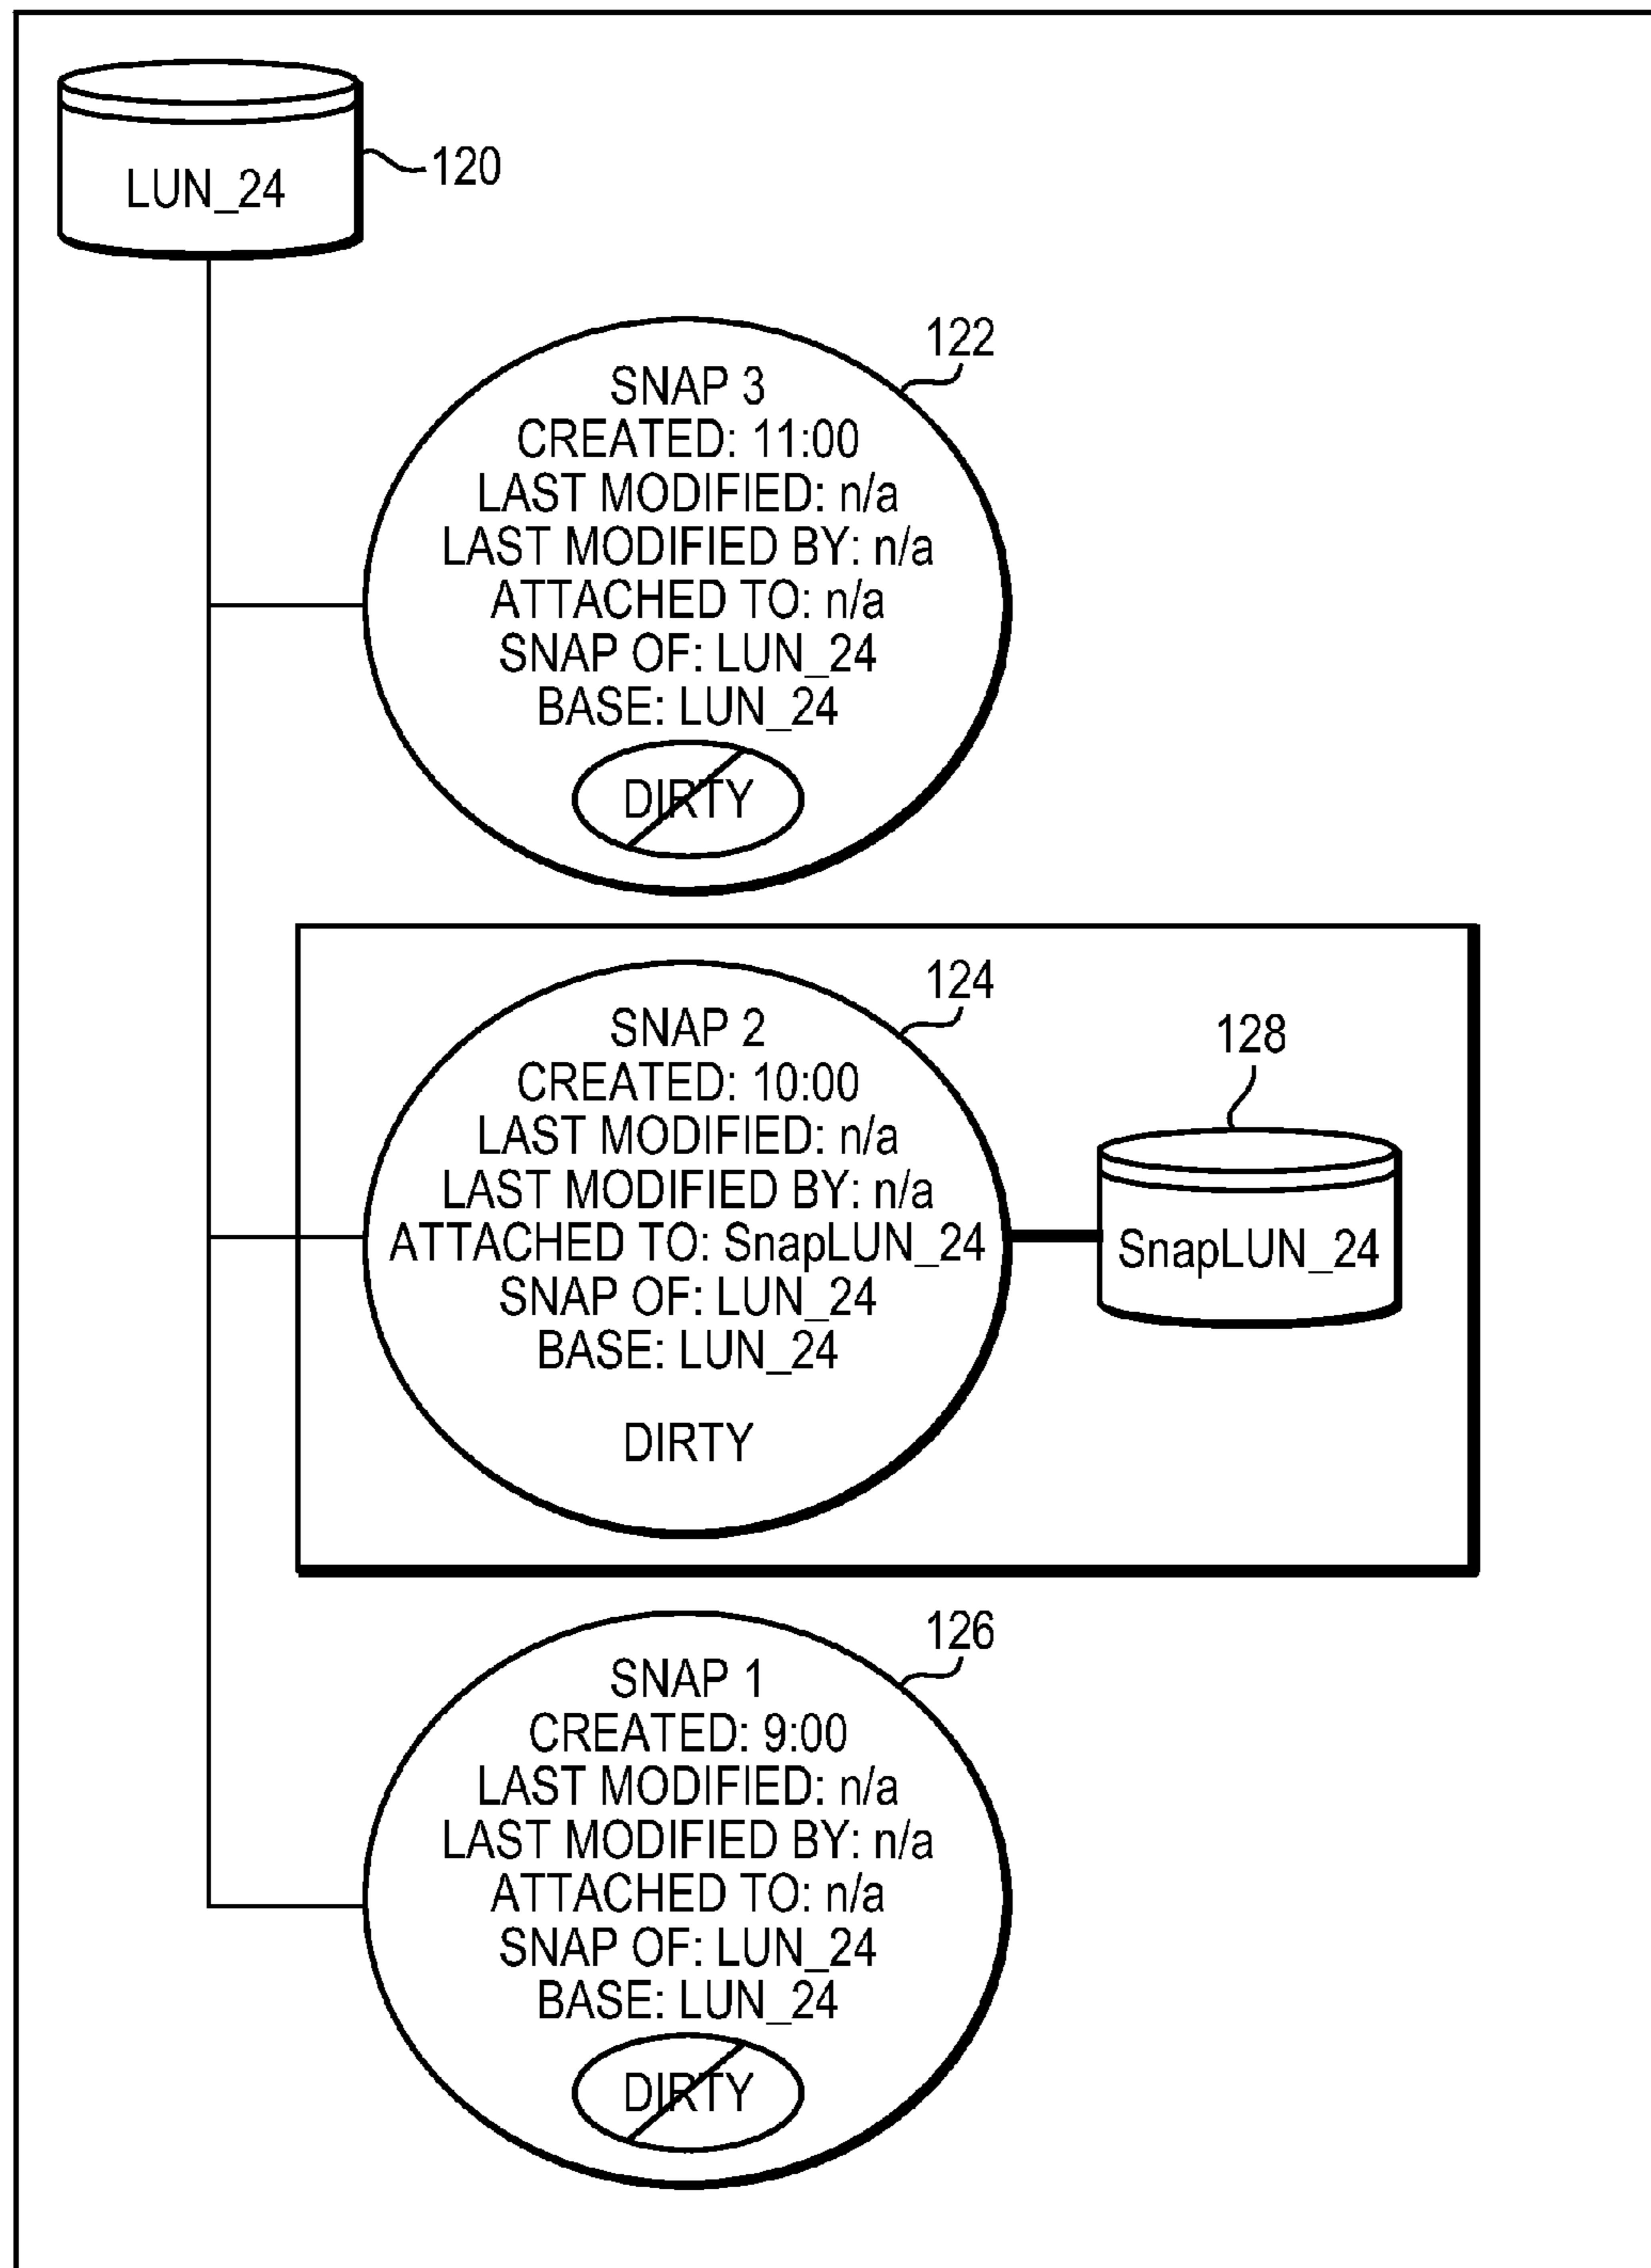 LUN_24
120
122
SNAP 3
CREATED: 11:00
LAST MODIFIED: n/a
LAST MODIFIED BY: n/a
ATTACHED TO: n/a
SNAP OF: LUN_24
BASE: LUN_24
DIRTY
124
SNAP 2
CREATED: 10:00
LAST MODIFIED: n/a
LAST MODIFIED BY: n/a
ATTACHED TO: SnapLUN_24
SNAP OF: LUN_24
BASE: LUN_24
DIRTY
128
SnapLUN_24
126
SNAP 1
CREATED: 9:00
LAST MODIFIED: n/a
LAST MODIFIED BY: n/a
ATTACHED TO: n/a
SNAP OF: LUN_24
BASE: LUN_24
DIRTY